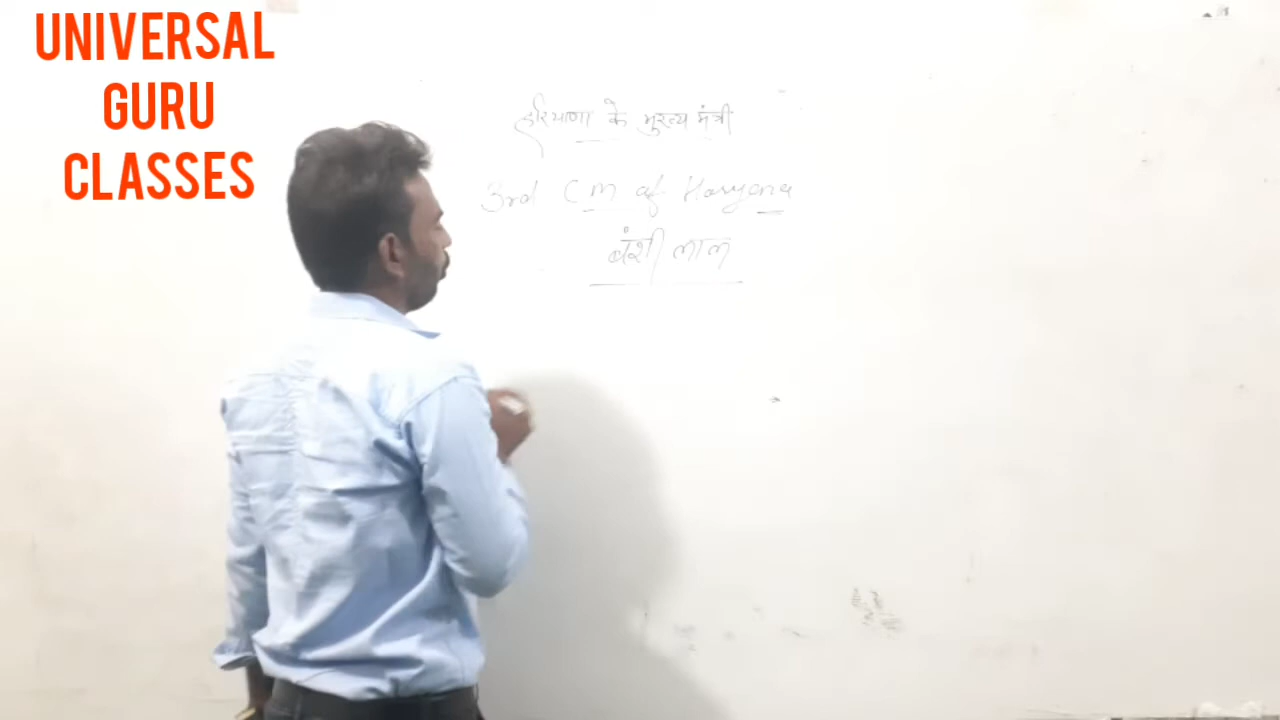 UNIVERSAL
GURU
CLASSES
हरियाणा के मुख्य मंत्री
3rd CM of Haryana
बंशी लाल